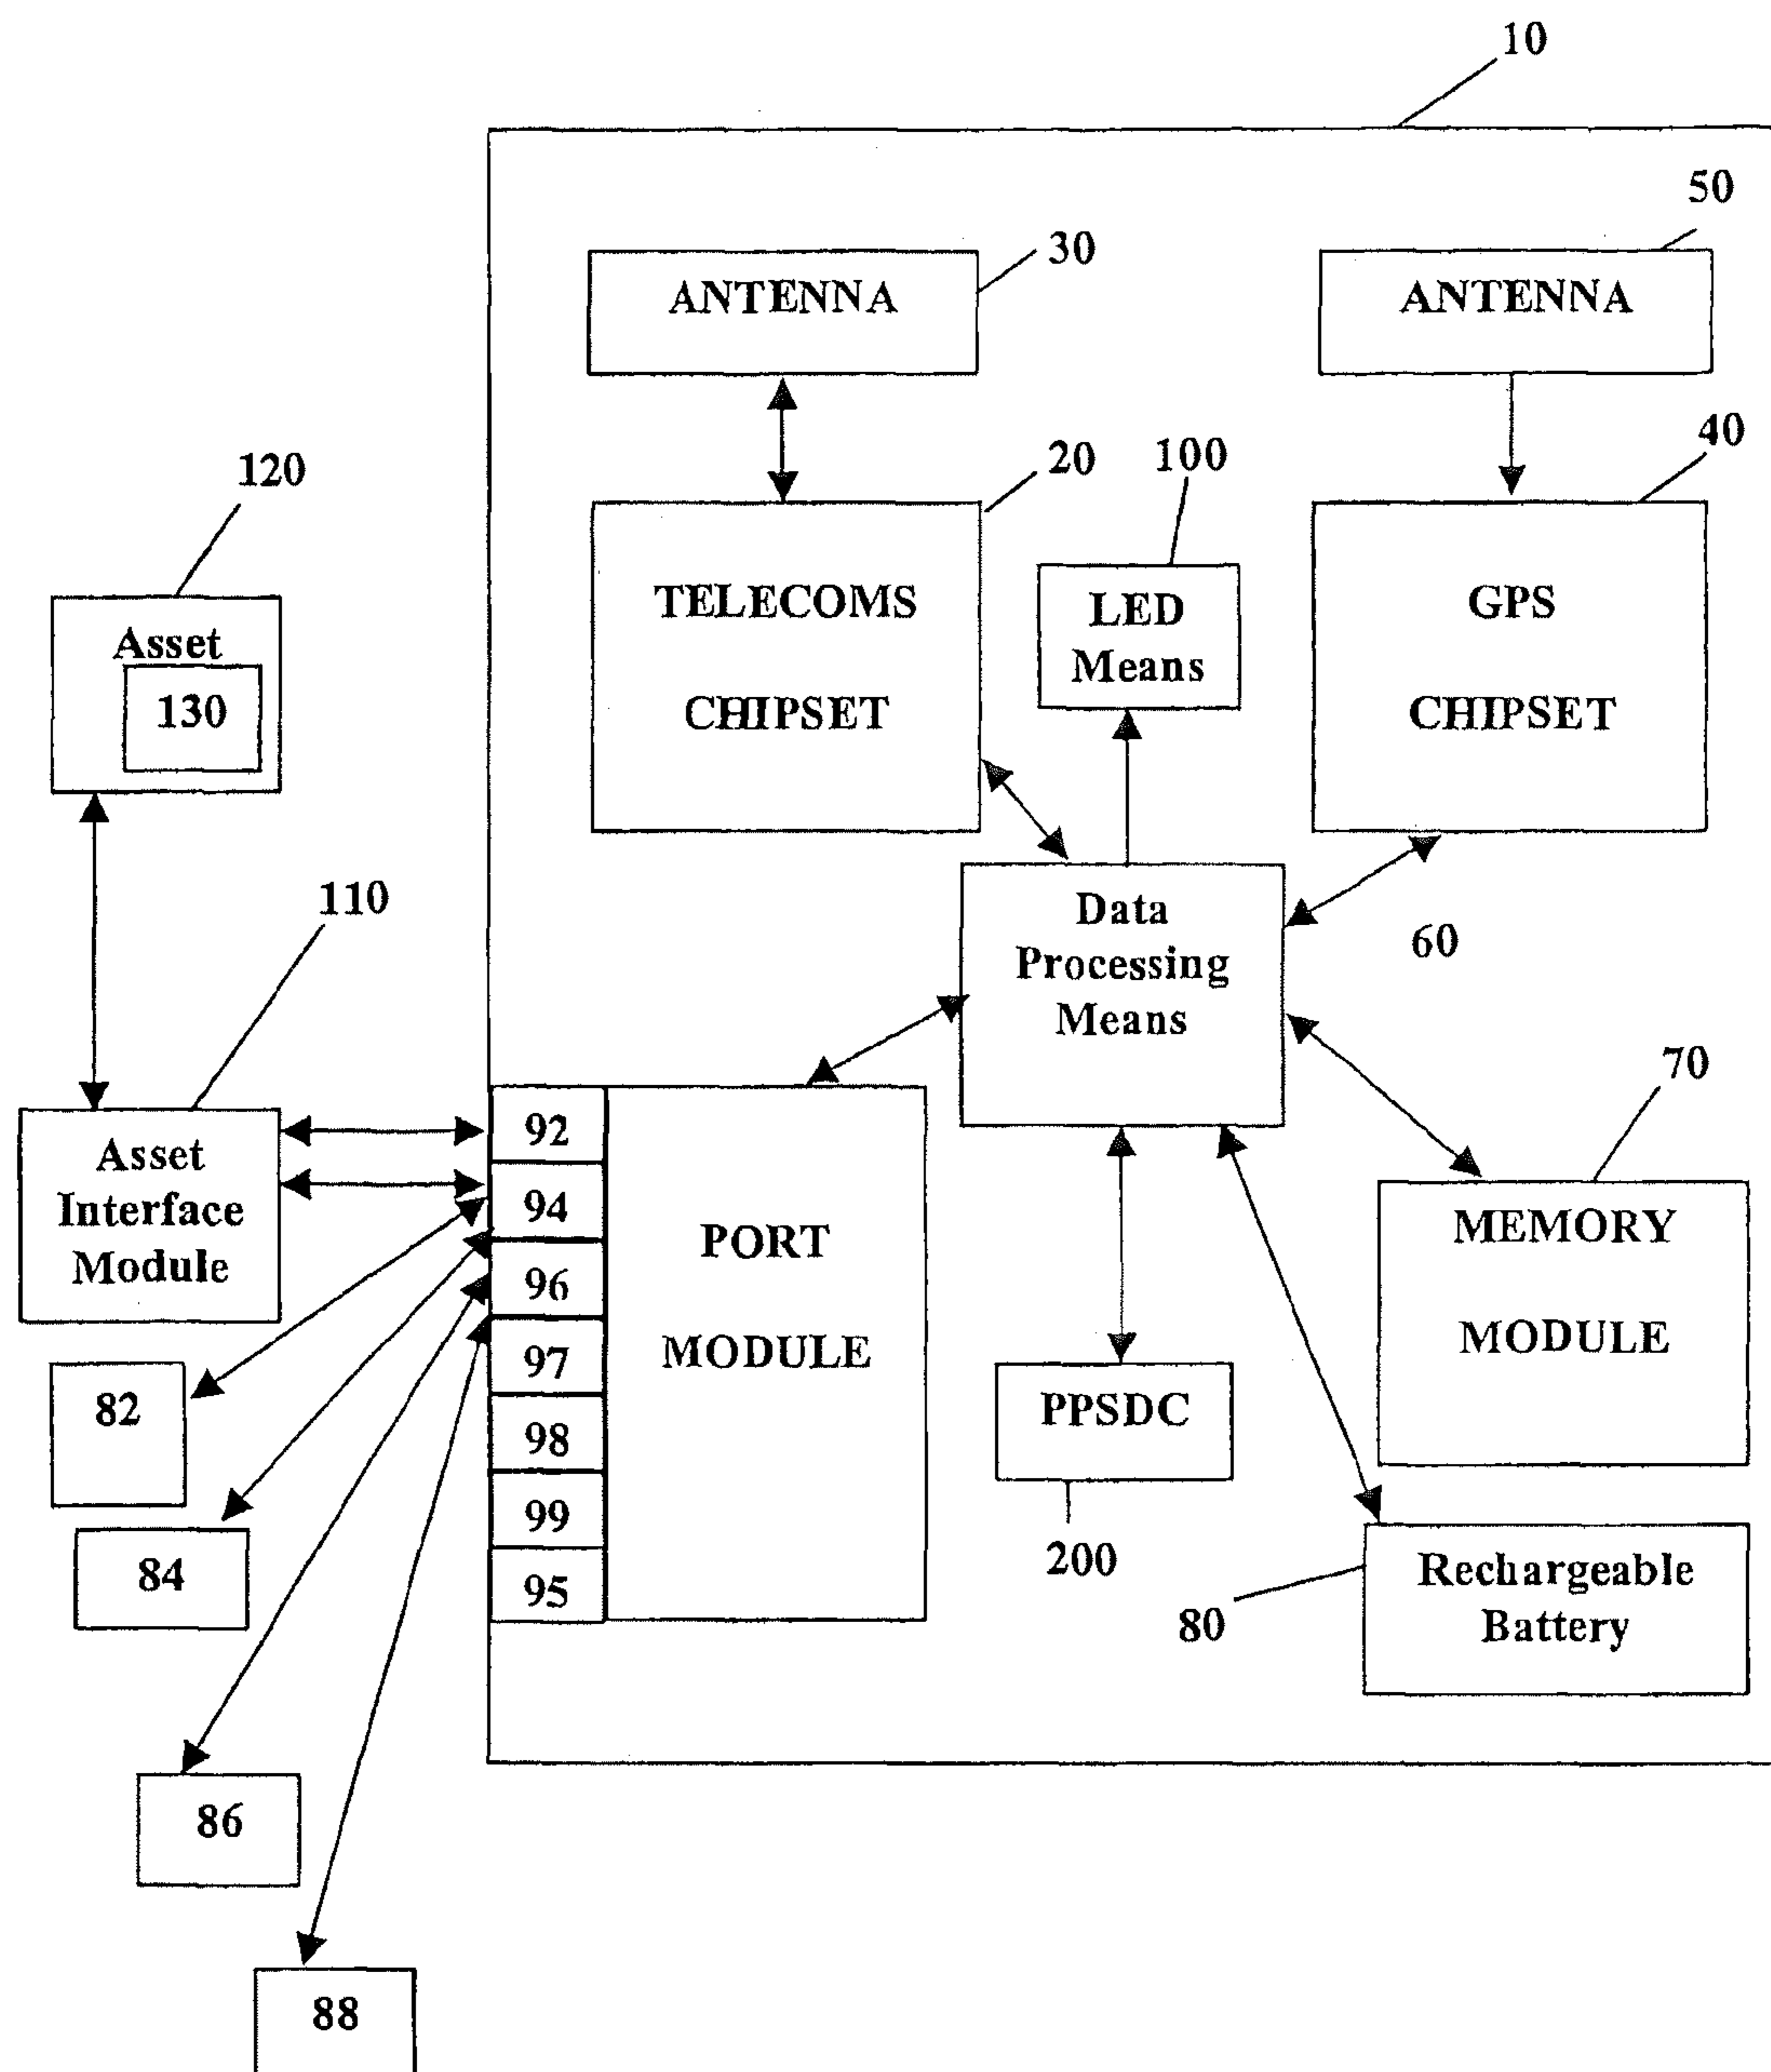 10
50
30
ANTENNA
ANTENNA
40
20
100
120
TELECOMS
CHIPSET
LED
Means
GPS
CHIPSET
Asset
130
Data
Processing
Means
60
110
70
Asset
Interface
Module
92
94
96
97
98
99
95
PORT
MODULE
MEMORY
MODULE
82
PPSDC
84
200
80
Rechargeable
Battery
86
88